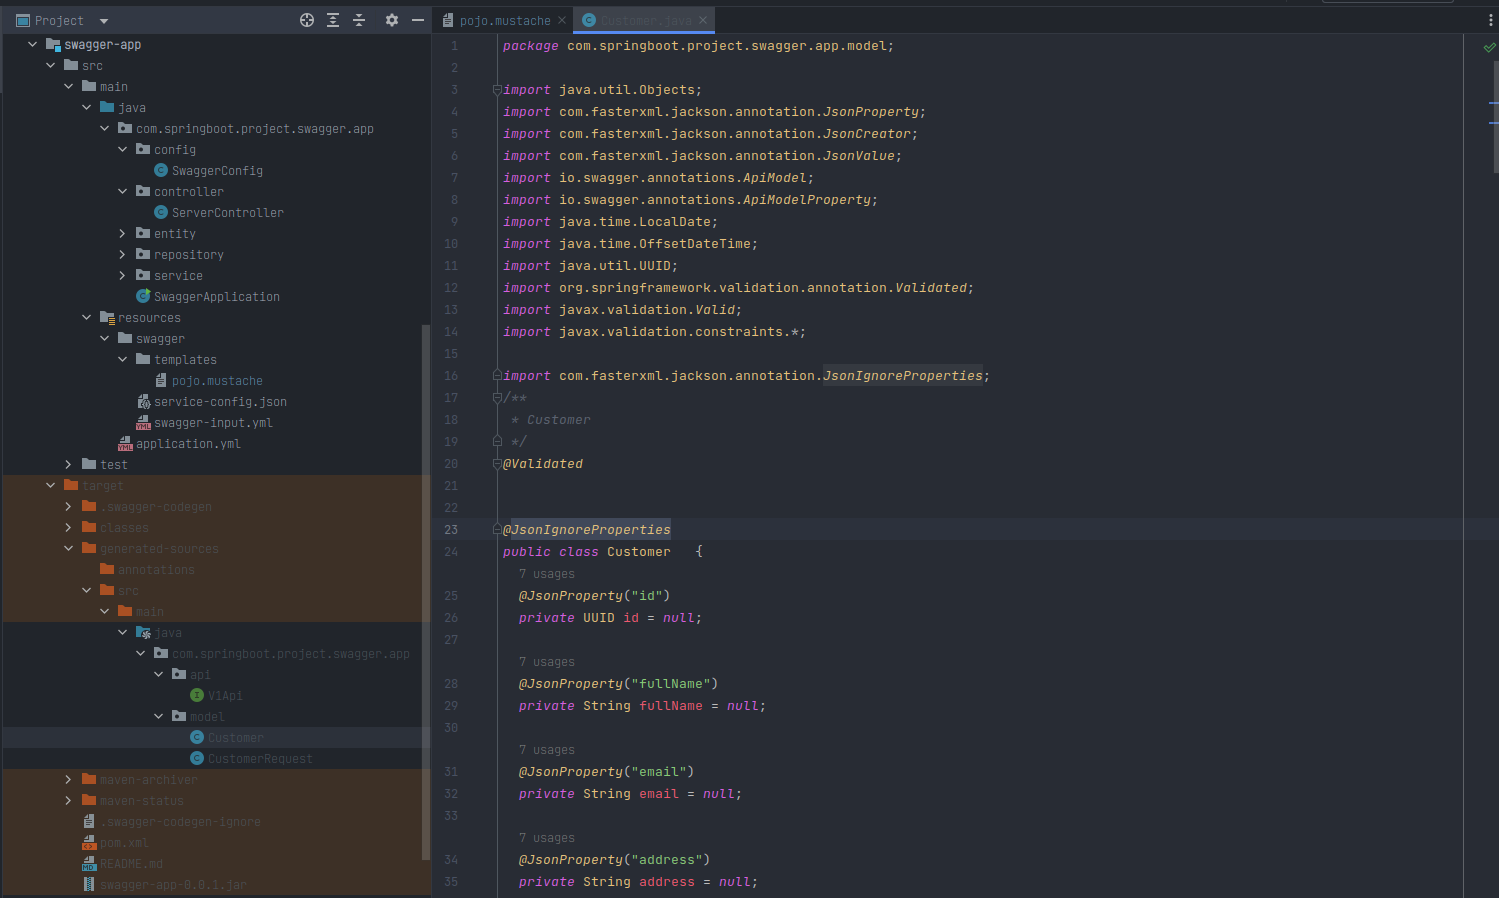 Project
swagger-app
src
main
java
com.springboot.project.swagger.app
config
SwaggerConfig
controller
ServerController
entity
repository
service
SwaggerApplication
resources
swagger
templates
pojo.mustache
service-config.json
swagger-input.yml
application.yml
test
target
.swagger-codegen
classes
generated-sources
annotations
src
main
java
com.springboot.project.swagger.app
api
V1Api
model
Customer
CustomerRequest
maven-archiver
maven-status
.swagger-codegen-ignore
pom.xml
README.md
swagger-app-0.0.1.jar
pojo.mustache
Customer.java
1 package com.springboot.project.swagger.app.model;
2
3 import java.util.Objects;
4 import com.fasterxml.jackson.annotation.JsonProperty;
5 import com.fasterxml.jackson.annotation.JsonCreator;
6 import com.fasterxml.jackson.annotation.JsonValue;
7 import io.swagger.annotations.ApiModel;
8 import io.swagger.annotations.ApiModelProperty;
9 import java.time.LocalDate;
10 import java.time.OffsetDateTime;
11 import java.util.UUID;
12 import org.springframework.validation.annotation.Validated;
13 import javax.validation.Valid;
14 import javax.validation.constraints.*;
15
16 import com.fasterxml.jackson.annotation.JsonIgnoreProperties;
17 /**
18 * Customer
19 */
20 @Validated
21
22
23 @JsonIgnoreProperties
24 public class Customer {
7 usages
25 @JsonProperty("id")
26 private UUID id = null;
27
7 usages
28 @JsonProperty("fullName")
29 private String fullName = null;
30
7 usages
31 @JsonProperty("email")
32 private String email = null;
33
7 usages
34 @JsonProperty("address")
35 private String address = null;